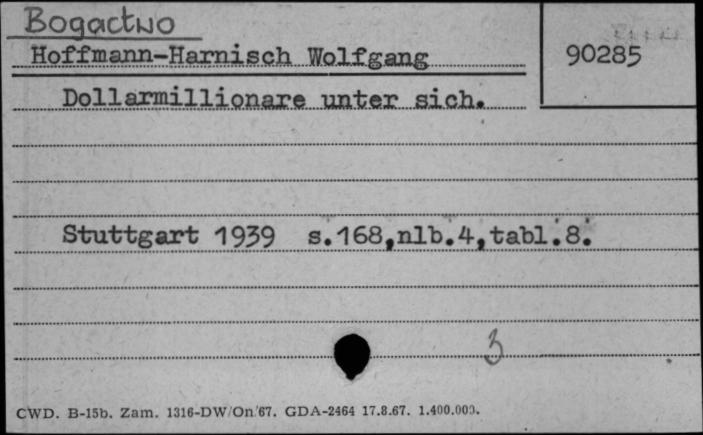 Bogactwo
Hoffmann-Harnisch Wolfgang
90285
Dollarmillionare unter sich.
Stuttgart 1939 s.168,nlb.4,tabl.8.
3
CWD. B-15b. Zam. 1316-DW/On/67. GDA-2464 17.8.67. 1.400.000.